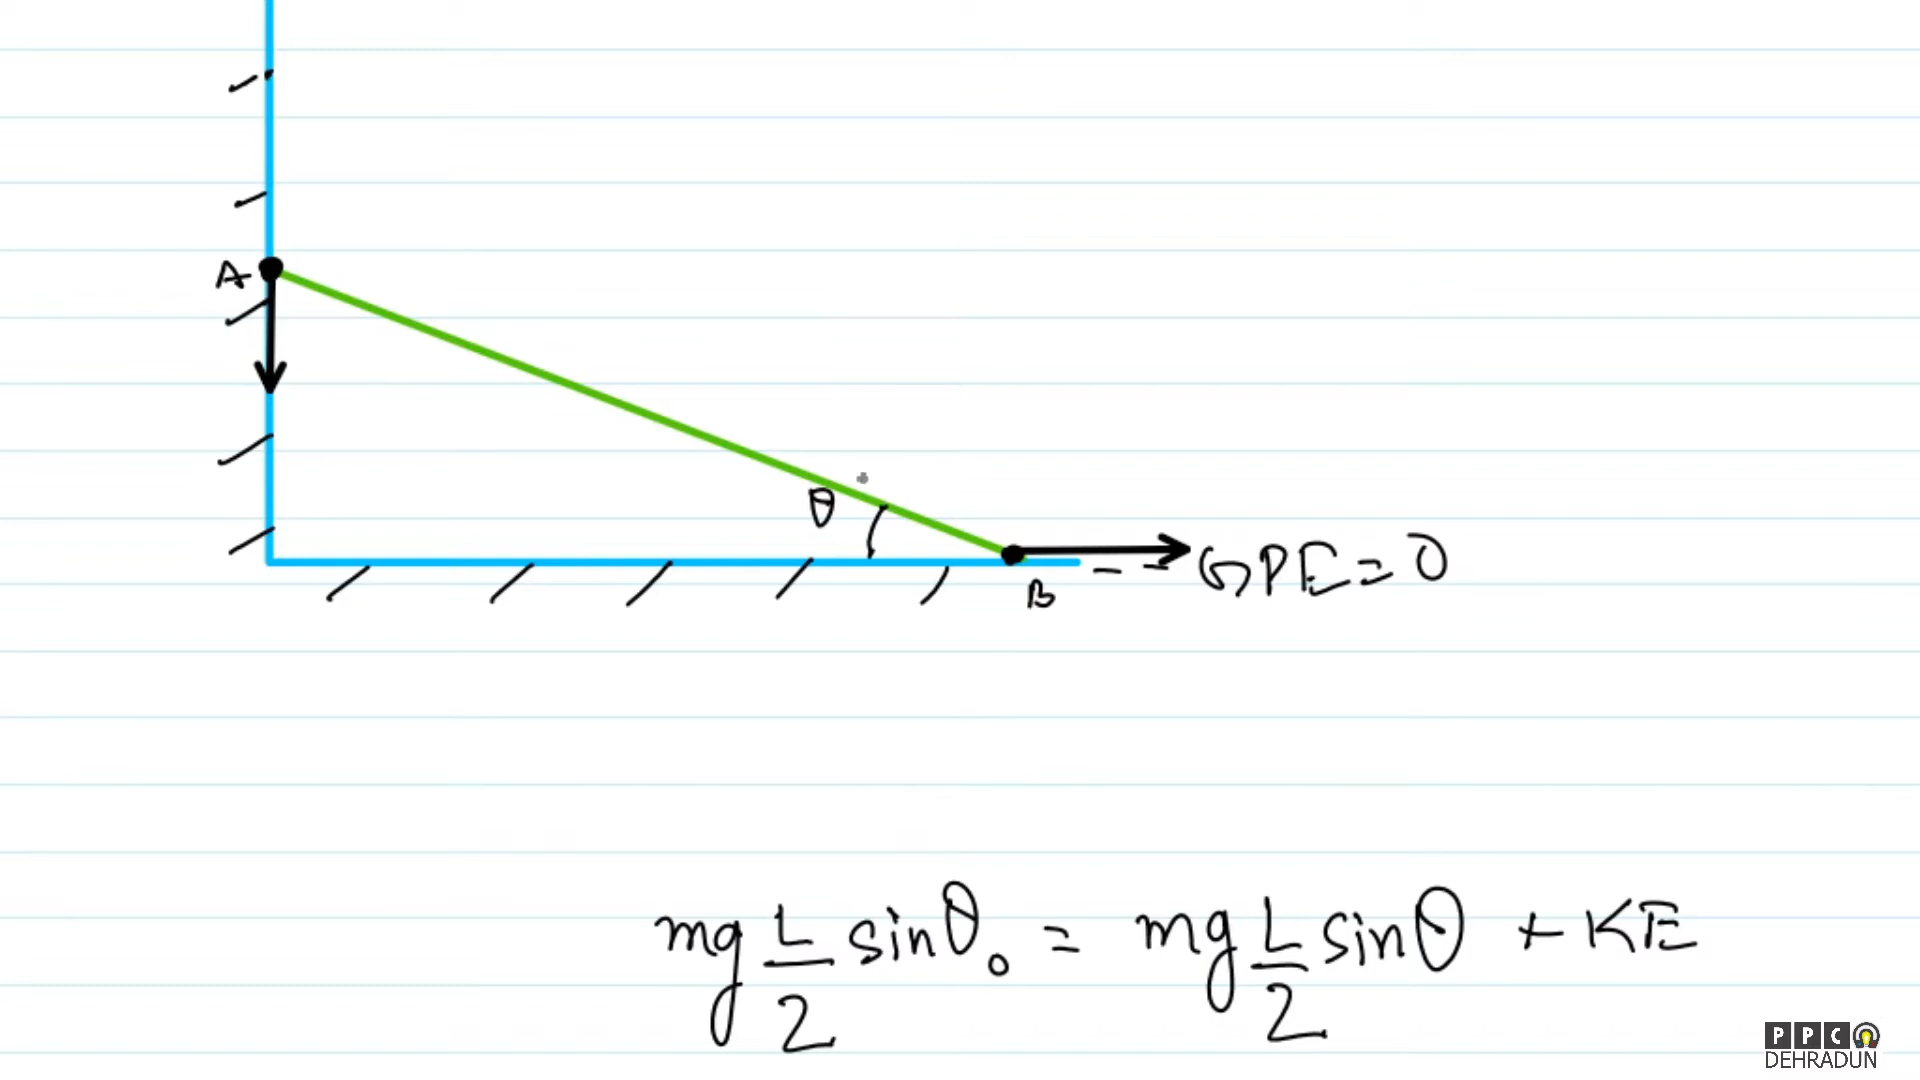 A
θ
GPE = 0
B
mg L/2 sinθ₀ = mg L/2 sinθ + KE
PPC
DEHRADUN